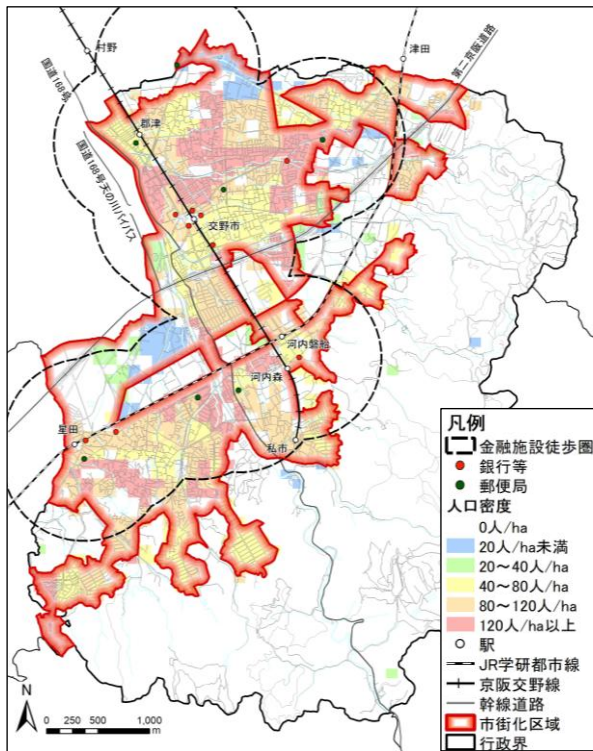 村野
津田
第二京阪道路
国道168号
郡津
国道168号天の川バイパス
交野市
河内磐船
河内森
星田
私市
凡例
金融施設徒歩圏
銀行等
郵便局
人口密度
0人/ha
20人/ha未満
20～40人/ha
40～80人/ha
80～120人/ha
120人/ha以上
駅
JR学研都市線
京阪交野線
幹線道路
市街化区域
行政界
N
0 250 500 1,000
m